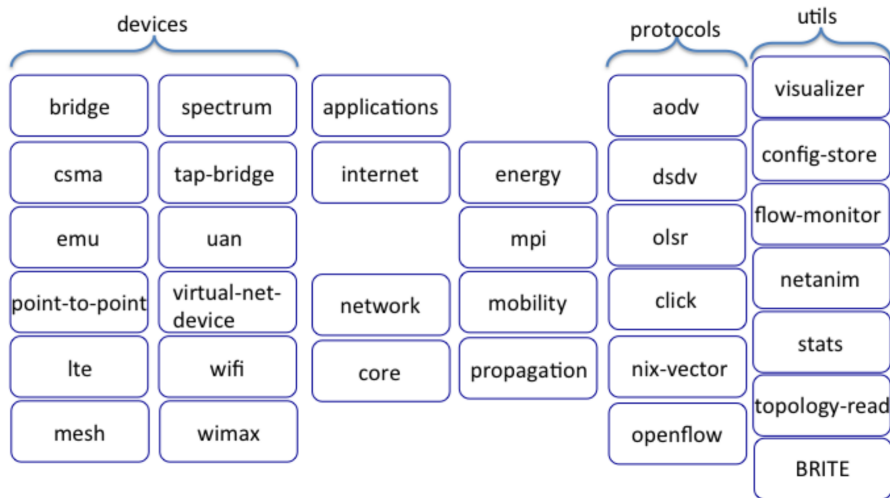 devices
protocols
utils
bridge
spectrum
applications
aodv
visualizer
csma
tap-bridge
internet
energy
dsdv
config-store
emu
uan
mpi
olsr
flow-monitor
point-to-point
virtual-net-
device
network
mobility
click
netanim
lte
wifi
core
propagation
nix-vector
stats
mesh
wimax
openflow
topology-read
BRITE